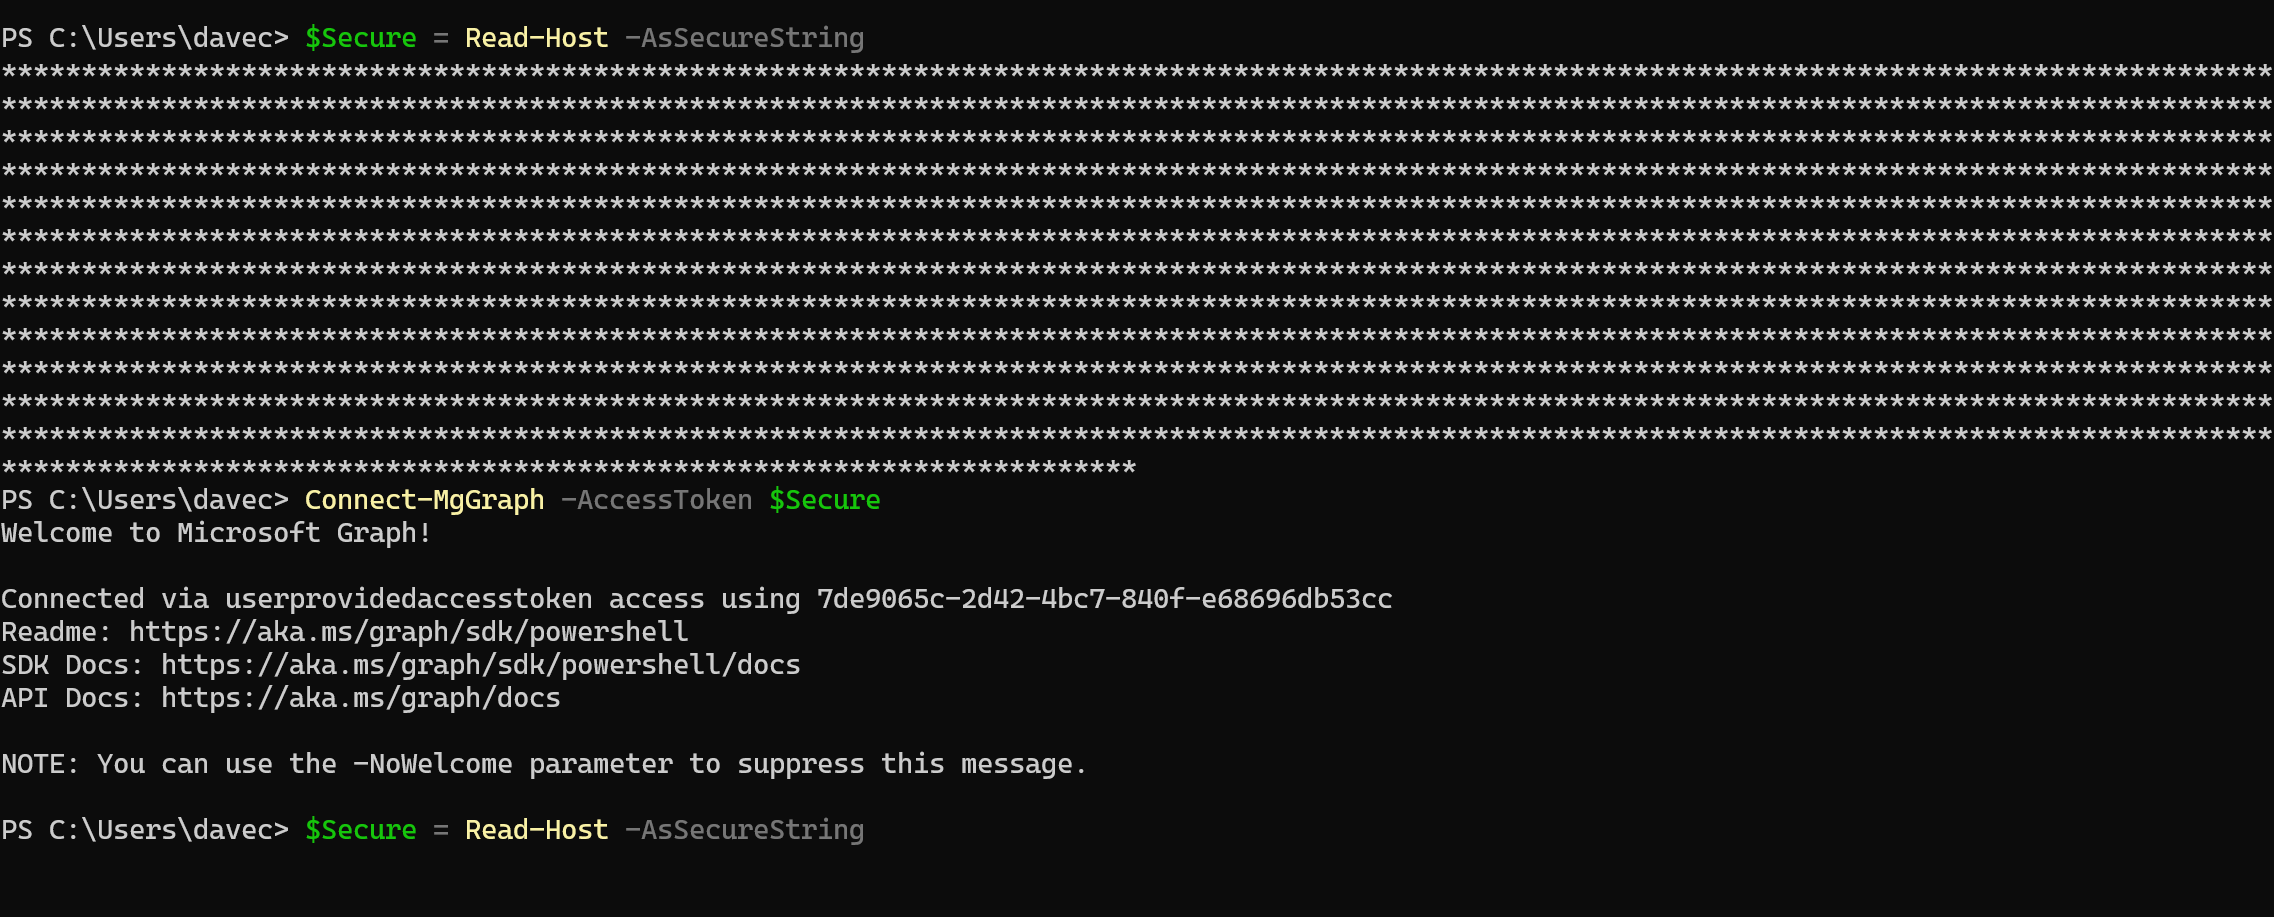 PS C:\Users\davec> $Secure = Read-Host -AsSecureString
**********************************************************************************************************************************************
**********************************************************************************************************************************************
**********************************************************************************************************************************************
**********************************************************************************************************************************************
**********************************************************************************************************************************************
**********************************************************************************************************************************************
**********************************************************************************************************************************************
**********************************************************************************************************************************************
**********************************************************************************************************************************************
**********************************************************************************************************************************************
**********************************************************************************************************************************************
**********************************************************************************************************************************************
***********************************************************************
PS C:\Users\davec> Connect-MgGraph -AccessToken $Secure
Welcome to Microsoft Graph!
Connected via userprovidedaccesstoken access using 7de9065c-2d42-4bc7-840f-e68696db53cc
Readme: https://aka.ms/graph/sdk/powershell
SDK Docs: https://aka.ms/graph/sdk/powershell/docs
API Docs: https://aka.ms/graph/docs
NOTE: You can use the -NoWelcome parameter to suppress this message.
PS C:\Users\davec> $Secure = Read-Host -AsSecureString